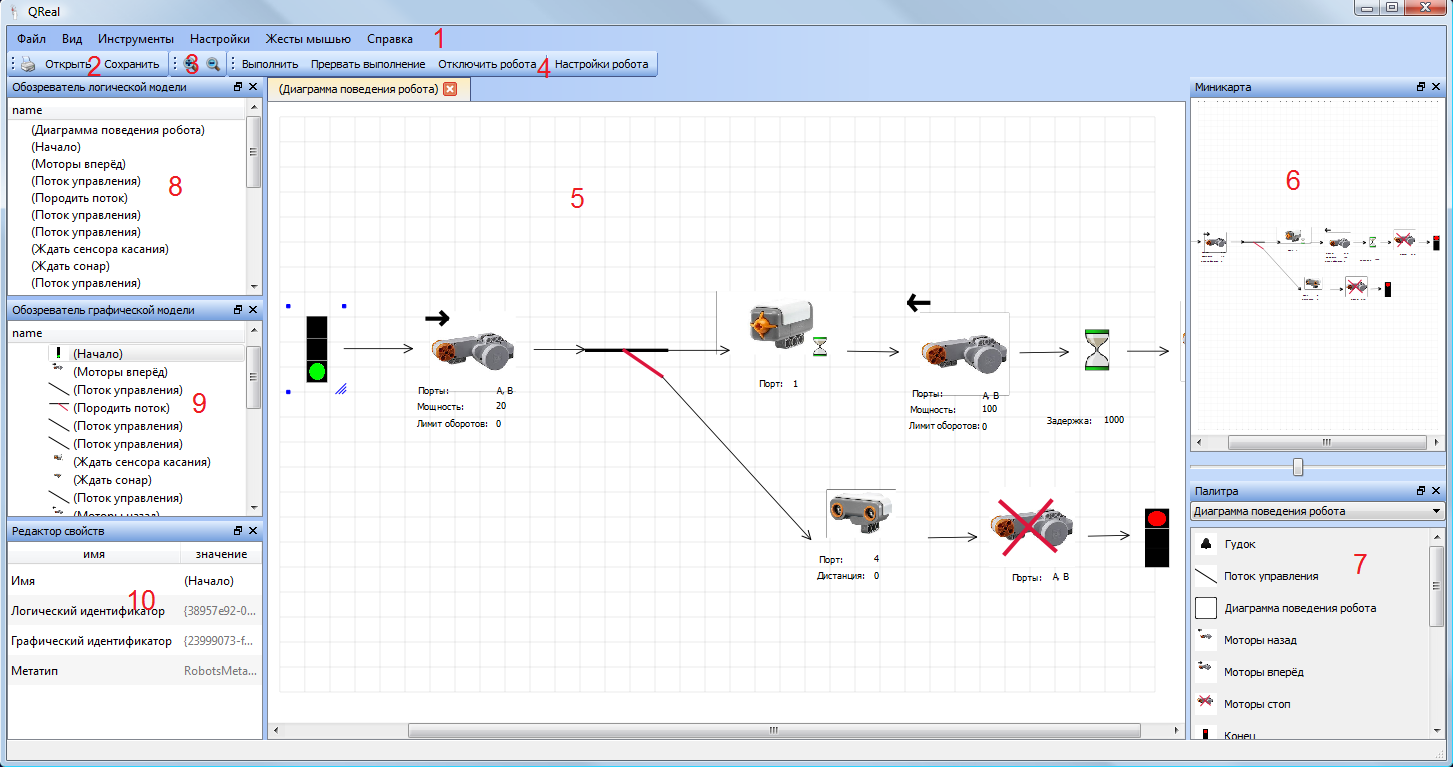 QReal
Файл Вид Инструменты Настройки Жесты мышью Справка 1
Открыть 2 Сохранить 3 Выполнить Прервать выполнение Отключить робота 4 Настройки робота
Обозреватель логической модели
name
(Диаграмма поведения робота)
(Начало)
(Моторы вперёд)
(Поток управления)
8
(Породить поток)
(Поток управления)
(Поток управления)
(Ждать сенсора касания)
(Ждать сонар)
(Поток управления)
Обозреватель графической модели
name
(Начало)
(Моторы вперёд)
(Поток управления)
(Породить поток)
9
(Поток управления)
(Поток управления)
(Ждать сенсора касания)
(Ждать сонар)
(Поток управления)
(Моторы назад)
Редактор свойств
имя значение
Имя (Начало)
10
Логический идентификатор {38957e92-0...
Графический идентификатор {23999073-f...
Метатип RobotsMeta...
(Диаграмма поведения робота)
5
Порты: A, B
Мощность: 20
Лимит оборотов: 0
Порт: 1
Порты: A, B
Мощность: 100
Лимит оборотов: 0
Задержка: 1000
Порт: 4
Дистанция: 0
Порты: A, B
Миникарта
6
Палитра
Диаграмма поведения робота
Гудок
7
Поток управления
Диаграмма поведения робота
Моторы назад
Моторы вперёд
Моторы стоп
Конец